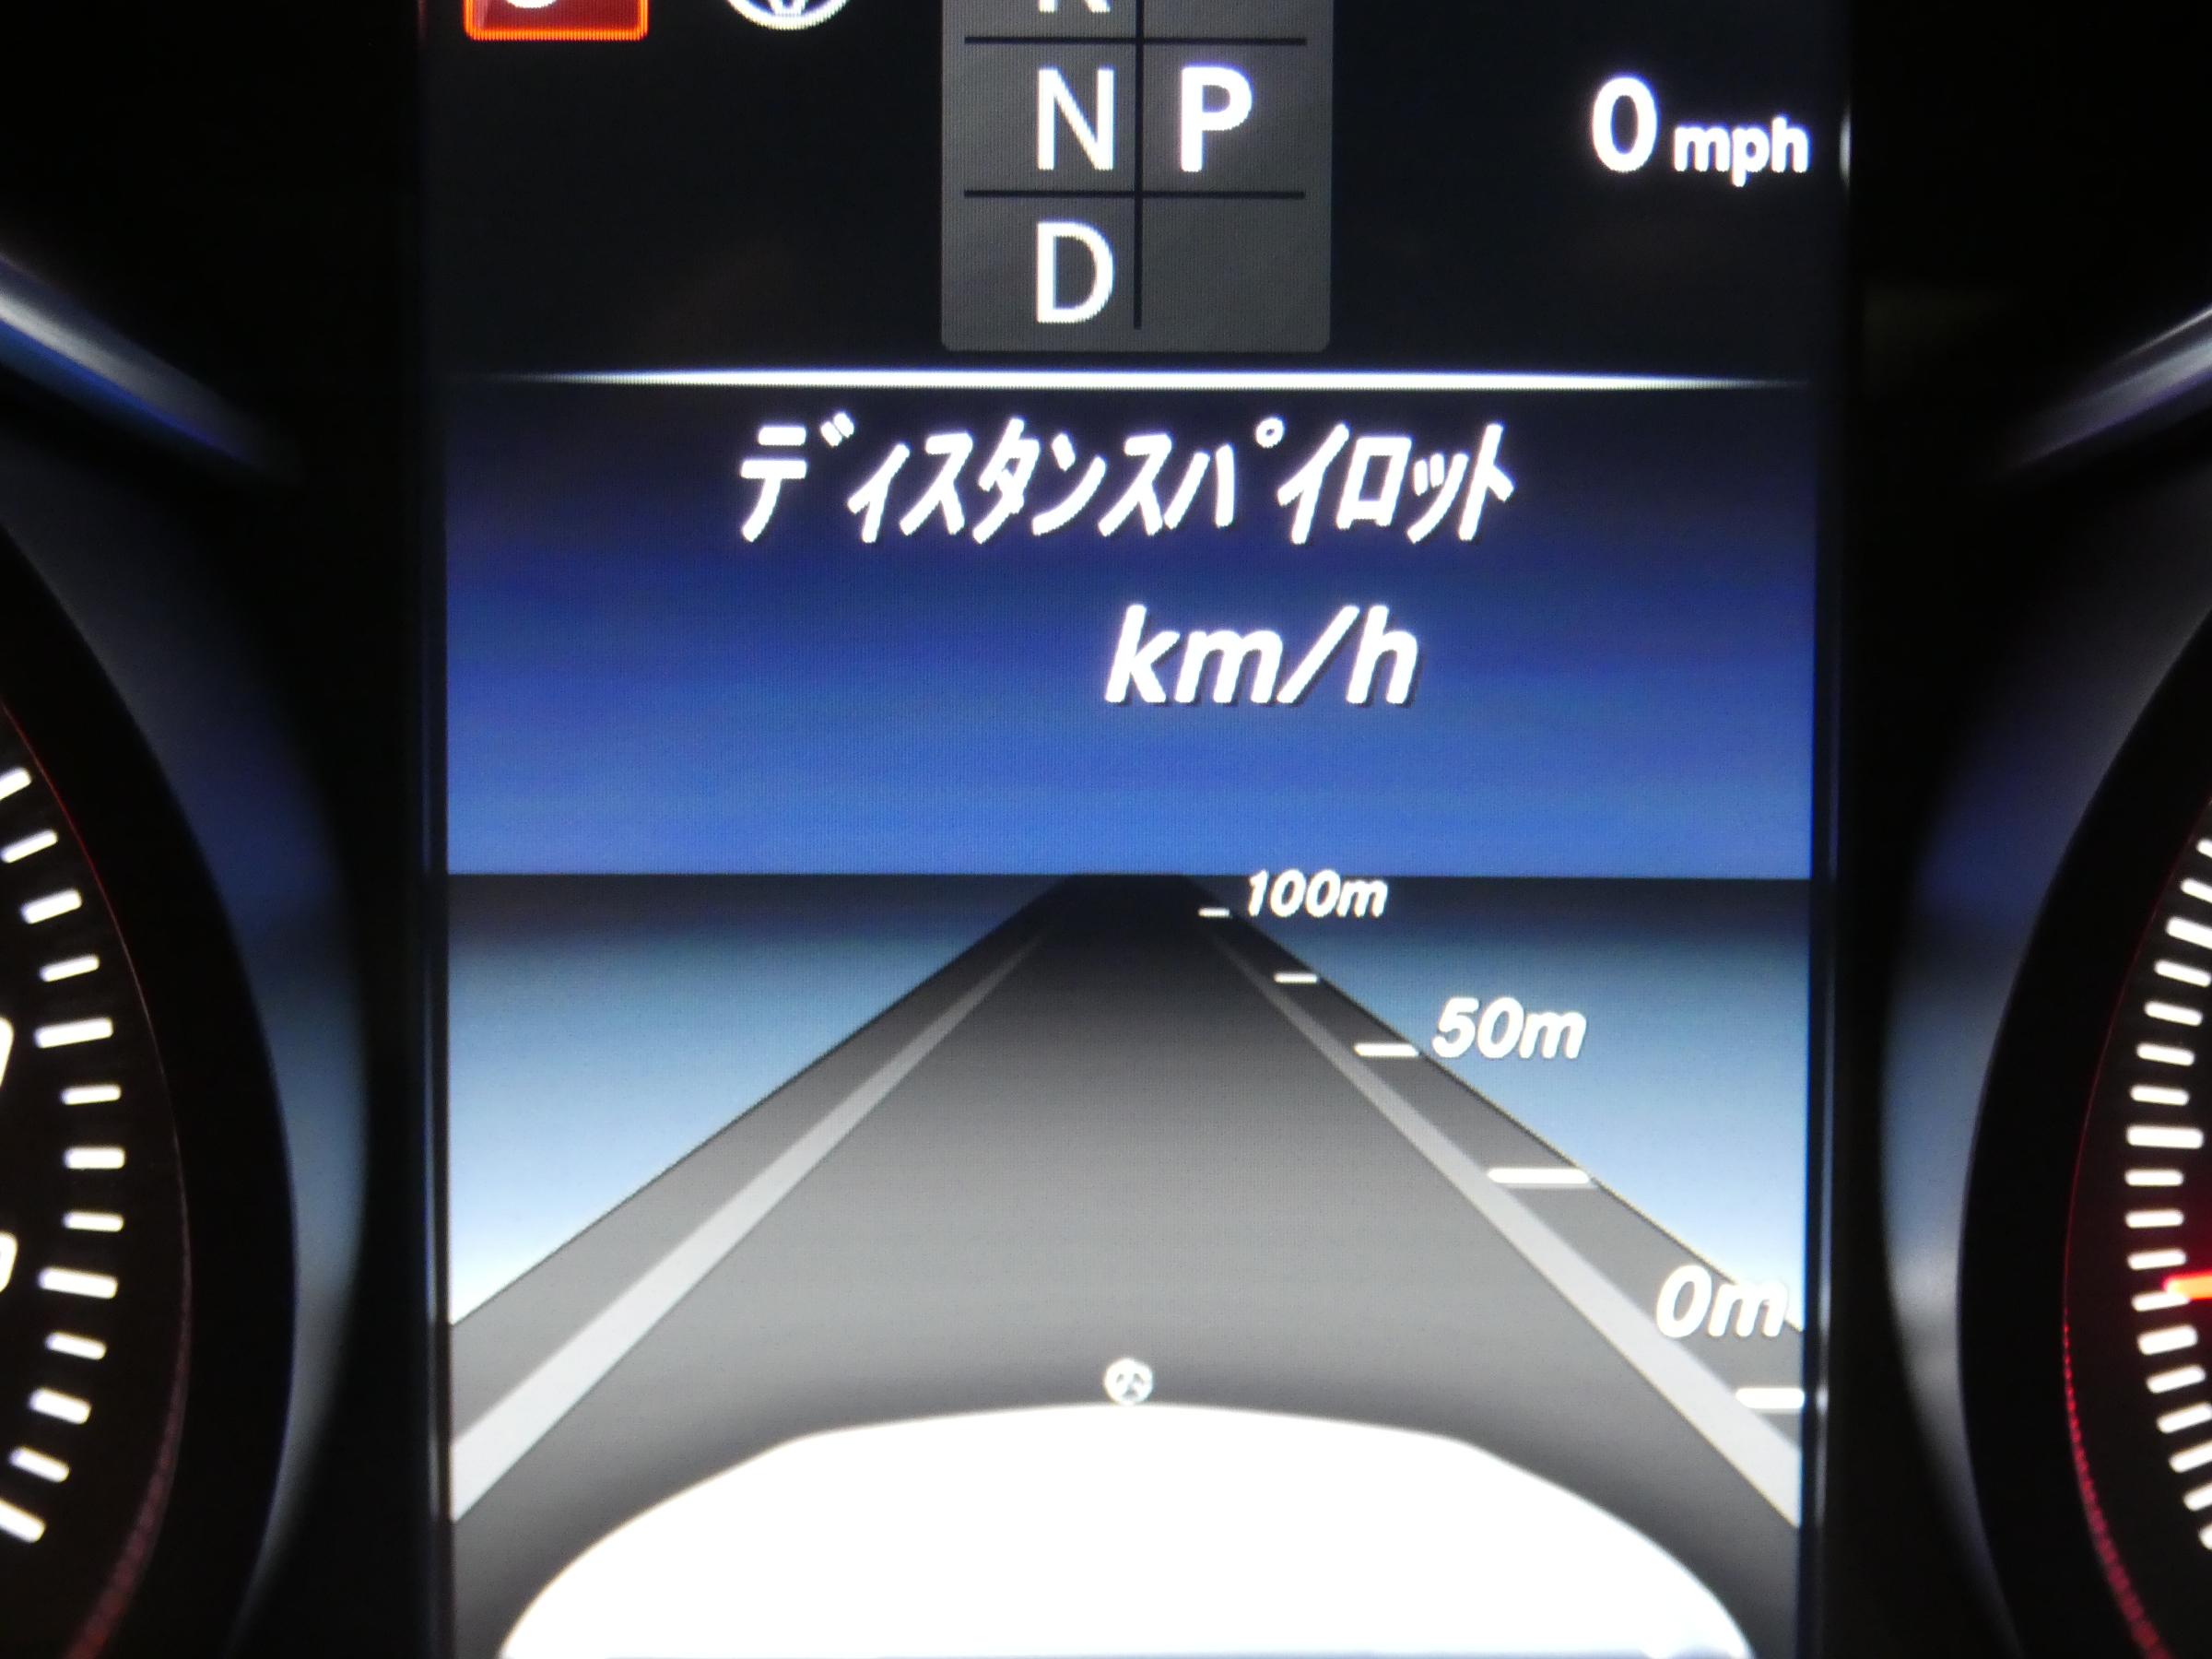 N P
0 mph
D
ﾃﾞｨｽﾀﾝｽﾊﾟｲﾛｯﾄ
km/h
100m
50m
0m